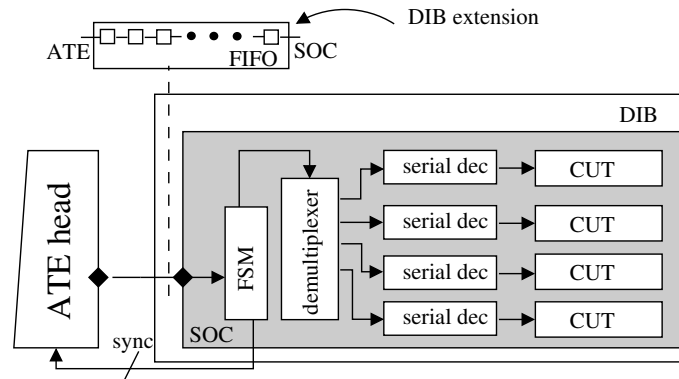 DIB extension
ATE
FIFO
SOC
DIB
ATE head
FSM
demultiplexer
serial dec
CUT
serial dec
CUT
serial dec
CUT
serial dec
CUT
SOC
sync